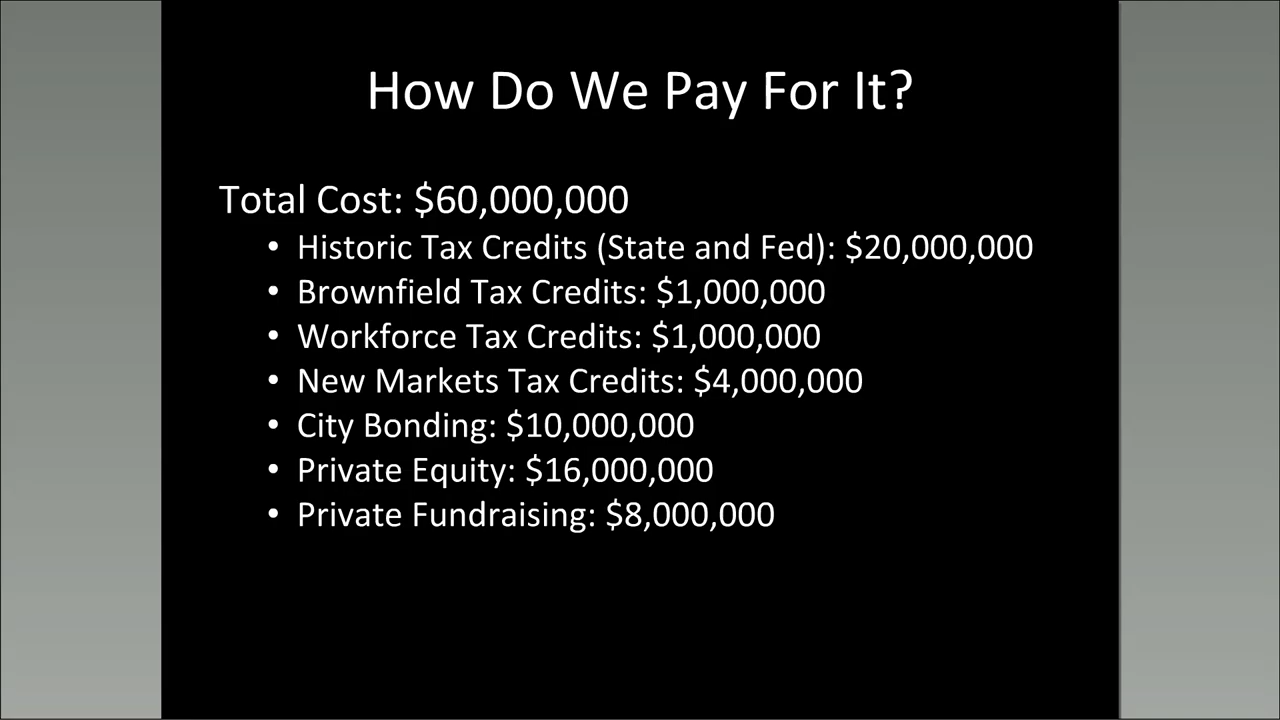 How Do We Pay For It?
Total Cost: $60,000,000
• Historic Tax Credits (State and Fed): $20,000,000
• Brownfield Tax Credits: $1,000,000
• Workforce Tax Credits: $1,000,000
• New Markets Tax Credits: $4,000,000
• City Bonding: $10,000,000
• Private Equity: $16,000,000
• Private Fundraising: $8,000,000